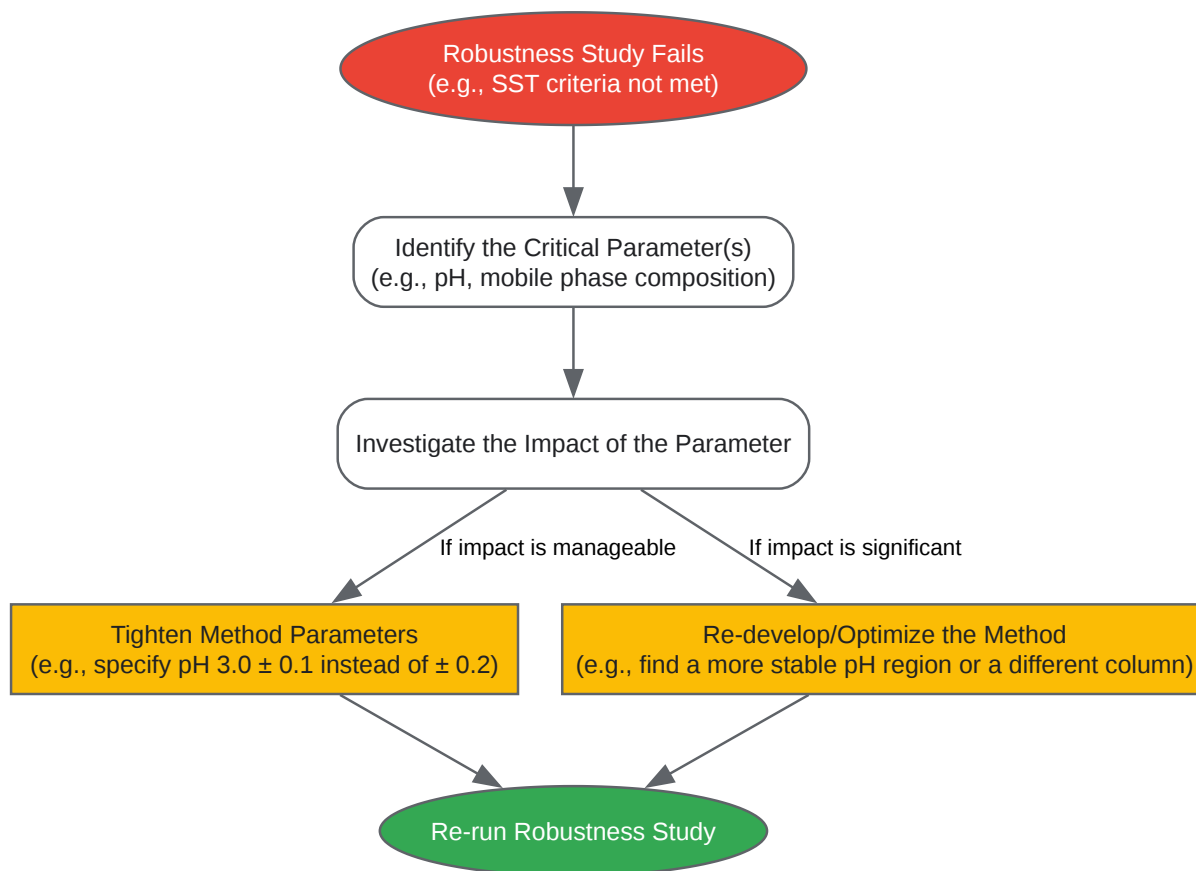 Robustness Study Fails
(e.g., SST criteria not met)
Identify the Critical Parameter(s)
(e.g., pH, mobile phase composition)
Investigate the Impact of the Parameter
If impact is manageable
If impact is significant
Tighten Method Parameters
(e.g., specify pH 3.0 ± 0.1 instead of ± 0.2)
Re-develop/Optimize the Method
(e.g., find a more stable pH region or a different column)
Re-run Robustness Study